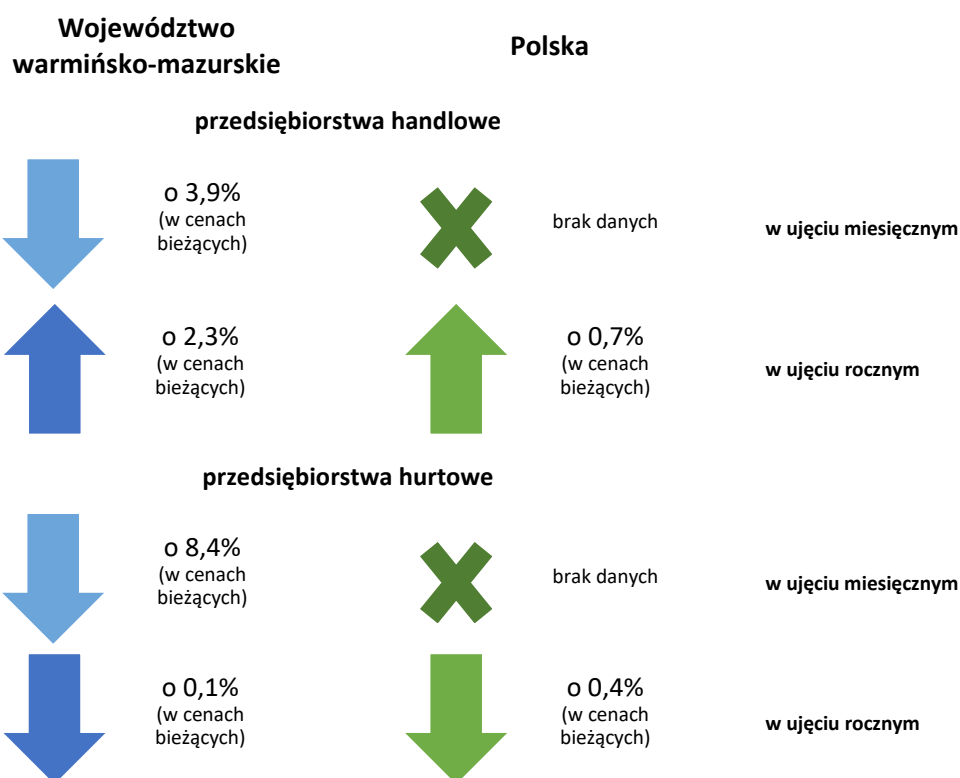 Województwo
warmińsko-mazurskie
Polska
przedsiębiorstwa handlowe
o 3,9%
(w cenach
bieżących)
brak danych
w ujęciu miesięcznym
o 2,3%
(w cenach
bieżących)
o 0,7%
(w cenach
bieżących)
w ujęciu rocznym
przedsiębiorstwa hurtowe
o 8,4%
(w cenach
bieżących)
brak danych
w ujęciu miesięcznym
o 0,1%
(w cenach
bieżących)
o 0,4%
(w cenach
bieżących)
w ujęciu rocznym